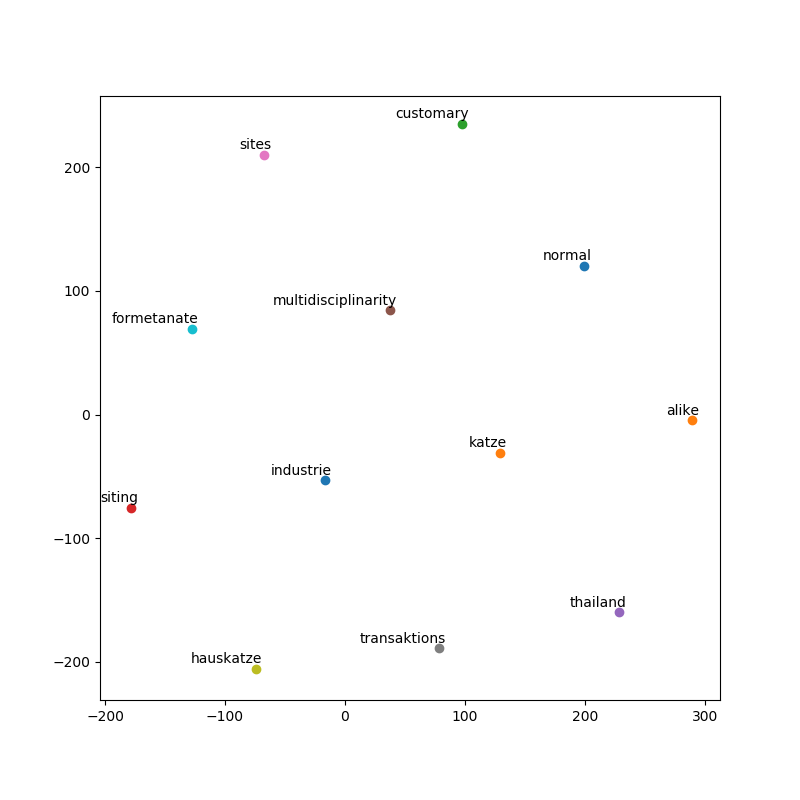 customary
sites
200
normal
multidisciplinarity
100
formetanate
alike
0
katze
industrie
siting
−100
thailand
transaktions
hauskatze
−200
−200 −100 0 100 200 300